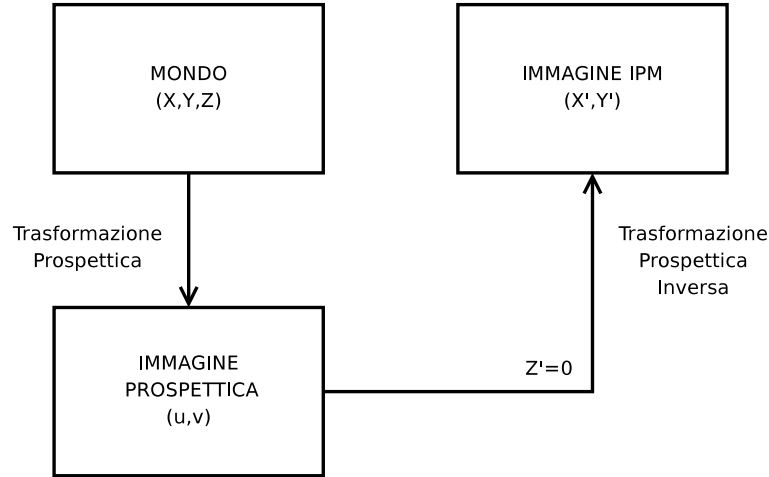 MONDO
(X,Y,Z)
IMMAGINE IPM
(X',Y')
Trasformazione
Prospettica
Trasformazione
Prospettica
Inversa
IMMAGINE
PROSPETTICA
(u,v)
Z'=0